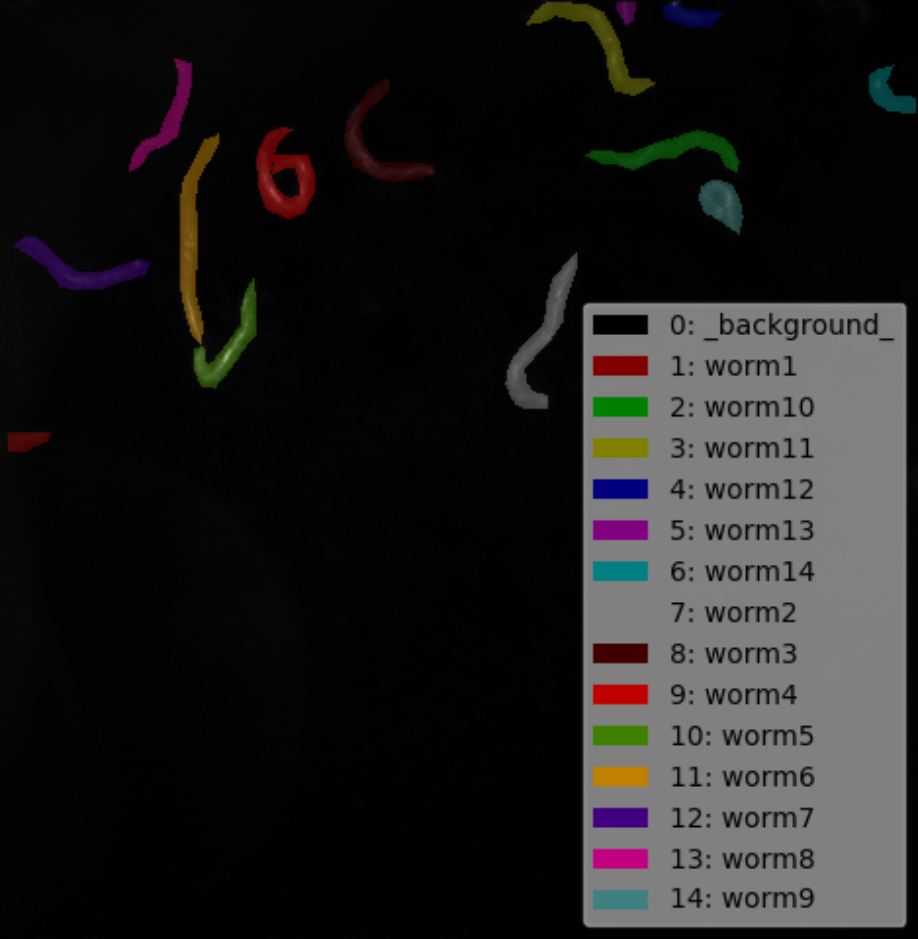 0: _background_
1: worm1
2: worm10
3: worm11
4: worm12
5: worm13
6: worm14
7: worm2
8: worm3
9: worm4
10: worm5
11: worm6
12: worm7
13: worm8
14: worm9